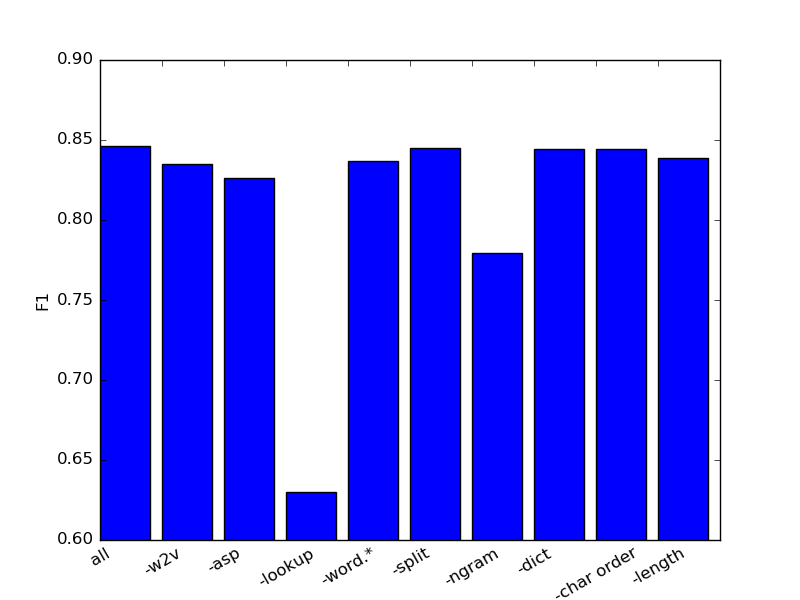 0.90
0.85
0.80
0.75
0.70
0.65
0.60
F1
all
-w2v
-asp
-lookup
-word.*
-split
-ngram
-dict
-char order
-length